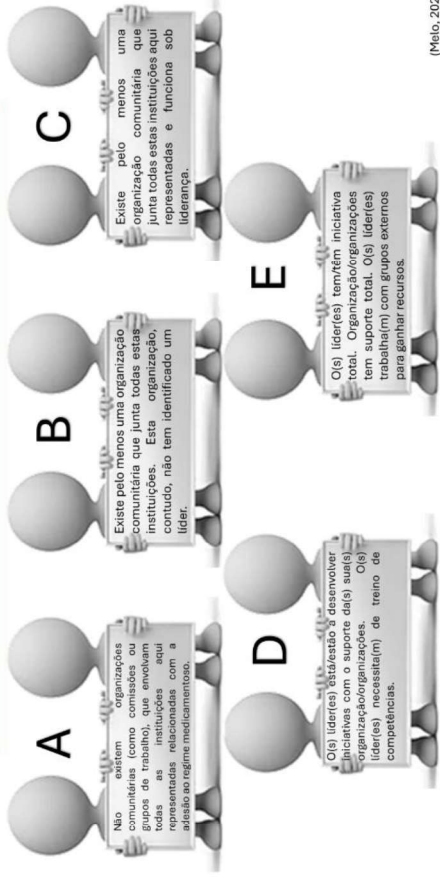 A
Não existem organizações
comunitárias (como comissões ou
grupos de trabalho), que envolvam
todas as instituições aqui
representadas relacionadas com a
adesão ao regime medicamentoso.
B
Existe pelo menos uma organização
comunitária que junta todas estas
instituições. Esta organização,
contudo, não tem identificado um
líder.
C
Existe pelo menos uma
organização comunitária que
junta todas estas instituições aqui
representadas e funciona sob
liderança.
D
O(s) líder(es) está/estão a desenvolver
iniciativas com o suporte da(s) sua(s)
organização/organizações. O(s)
líder(es) necessita(m) de treino de
competências.
E
O(s) líder(es) tem/têm iniciativa
total. Organização/organizações
tem suporte total. O(s) líder(es)
trabalha(m) com grupos externos
para ganhar recursos.
(Melo, 202